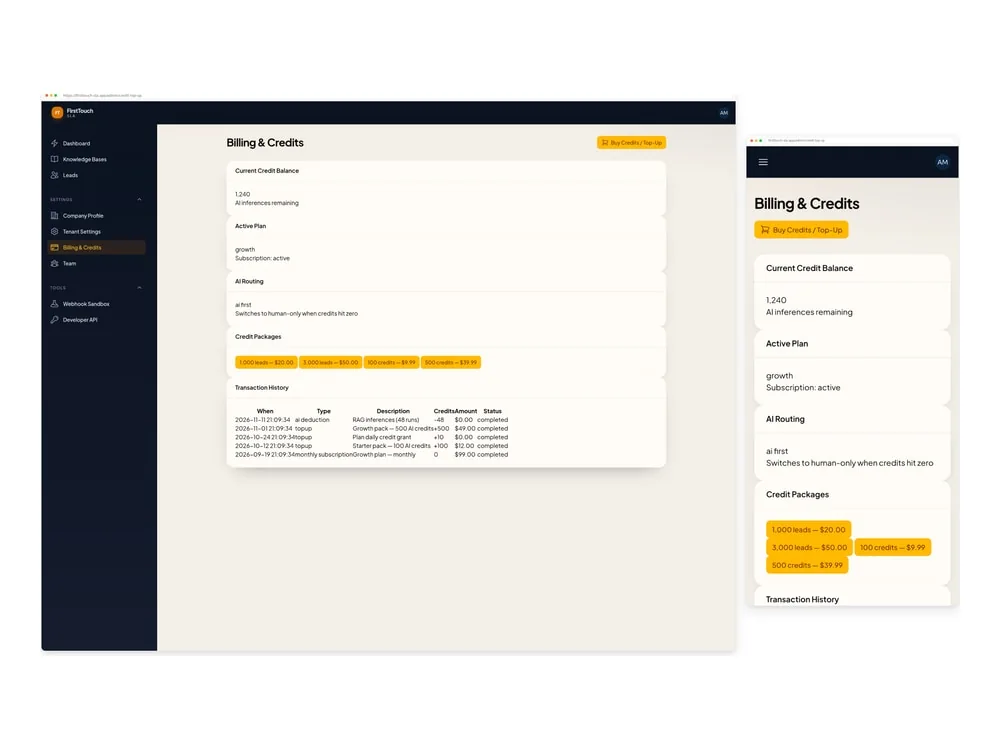 FirstTouch
SLA
FT
AM
Dashboard
Knowledge Bases
Leads
SETTINGS
Company Profile
Tenant Settings
Billing & Credits
Team
TOOLS
Webhook Sandbox
Developer API
Billing & Credits
Buy Credits / Top-Up
Current Credit Balance
1,240
AI inferences remaining
Active Plan
growth
Subscription: active
AI Routing
ai first
Switches to human-only when credits hit zero
Credit Packages
1,000 leads — $20.00 3,000 leads — $50.00 100 credits — $9.99 500 credits — $39.99
Transaction History
When Type Description Credits Amount Status
2026-11-11 21:09:34 ai deduction RAG inferences (48 runs) -48 $0.00 completed
2026-11-01 21:09:34 topup Growth pack — 500 AI credits +500 $49.00 completed
2026-10-24 21:09:34 topup Plan daily credit grant +10 $0.00 completed
2026-10-12 21:09:34 topup Starter pack — 100 AI credits +100 $12.00 completed
2026-09-19 21:09:34 monthly subscription Growth plan — monthly 0 $99.00 completed
AM
Billing & Credits
Buy Credits / Top-Up
Current Credit Balance
1,240
AI inferences remaining
Active Plan
growth
Subscription: active
AI Routing
ai first
Switches to human-only when credits hit zero
Credit Packages
1,000 leads — $20.00
3,000 leads — $50.00 100 credits — $9.99
500 credits — $39.99
Transaction History